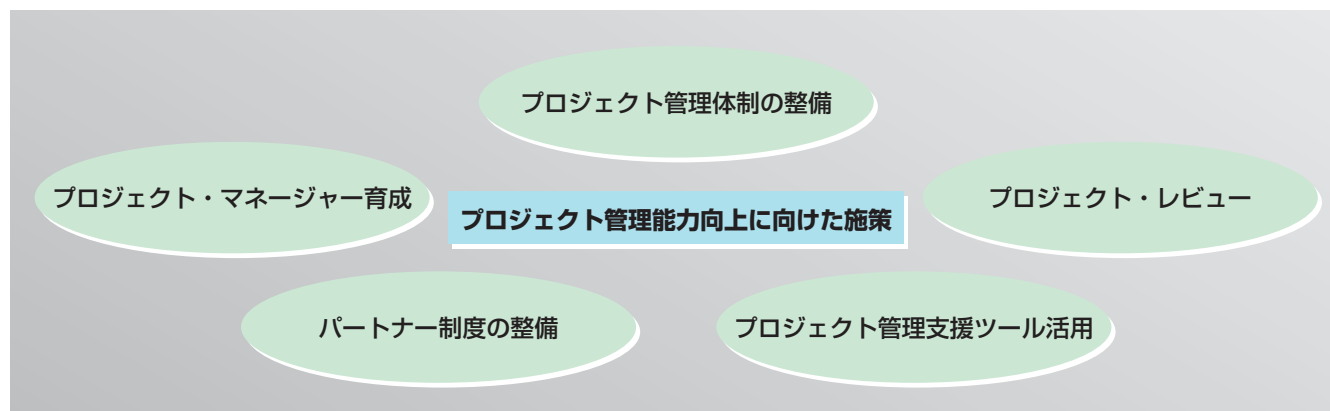 プロジェクト管理体制の整備
プロジェクト・マネージャー育成
プロジェクト・レビュー
プロジェクト管理能力向上に向けた施策
パートナー制度の整備
プロジェクト管理支援ツール活用